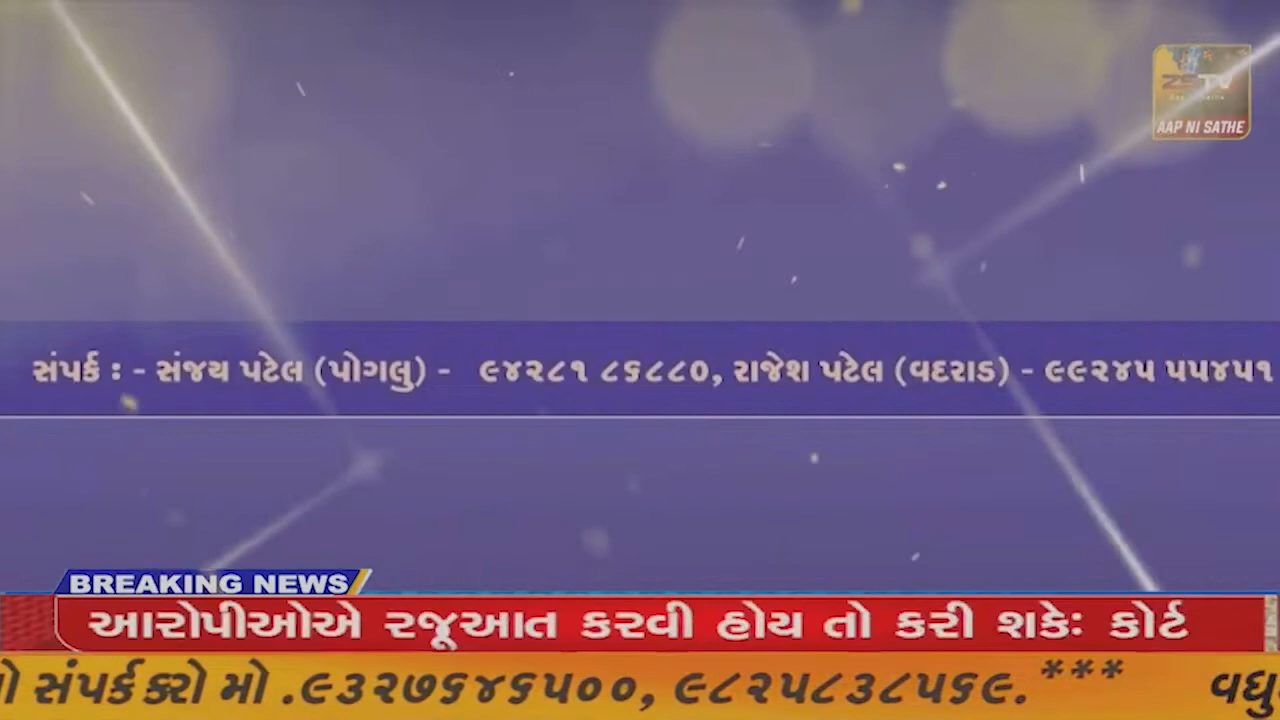 ZSTV
AAP NI SATHE
સંપર્ક : - સંજય પટેલ (પોગલુ) - ૯૪૨૮૧ ૮૬૮૮૦, રાજેશ પટેલ (વદરાડ) - ૯૯૨૪૫ ૫૫૪૫૧
BREAKING NEWS
આરોપીઓએ રજૂઆત કરવી હોય તો કરી શકેઃ કોર્ટ
સંપર્ક કરો મો .૯૩૨૭૬૪૬૫૦૦, ૯૮૨૫૮૩૮૫૬૯.***